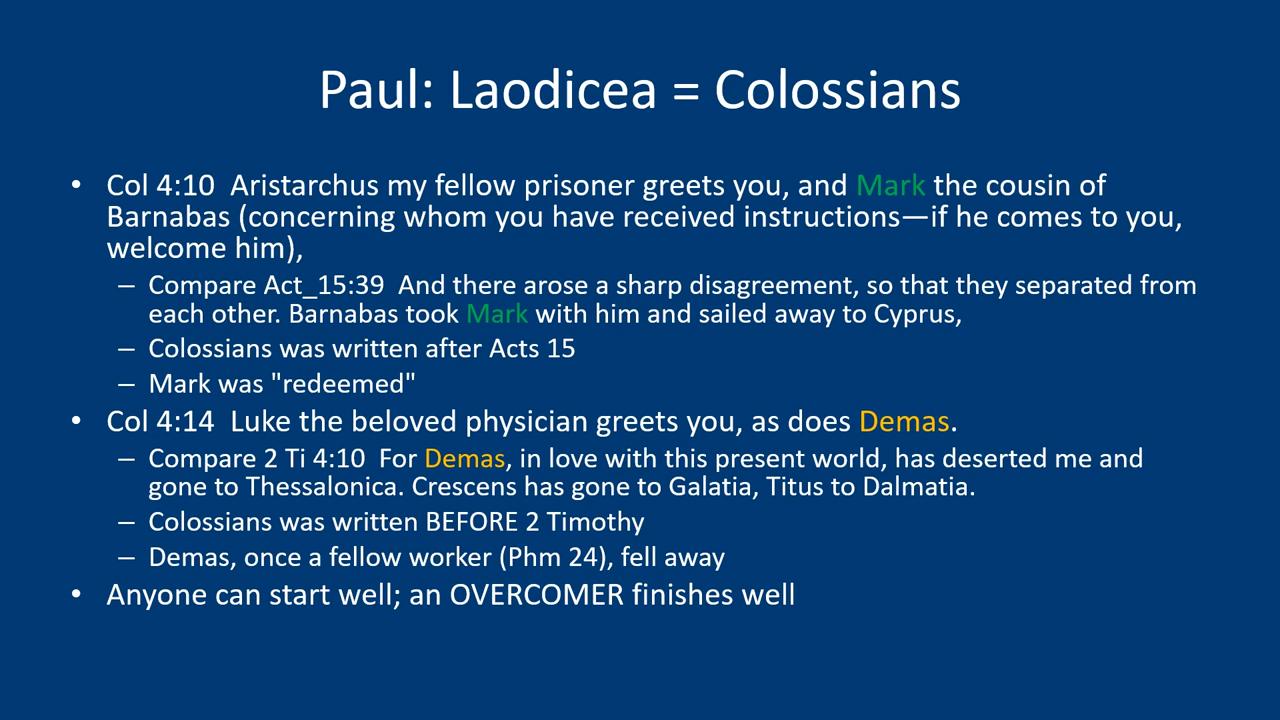 Paul: Laodicea = Colossians
• Col 4:10  Aristarchus my fellow prisoner greets you, and Mark the cousin of
Barnabas (concerning whom you have received instructions—if he comes to you,
welcome him),
– Compare Act_15:39  And there arose a sharp disagreement, so that they separated from
each other. Barnabas took Mark with him and sailed away to Cyprus,
– Colossians was written after Acts 15
– Mark was "redeemed"
• Col 4:14  Luke the beloved physician greets you, as does Demas.
– Compare 2 Ti 4:10  For Demas, in love with this present world, has deserted me and
gone to Thessalonica. Crescens has gone to Galatia, Titus to Dalmatia.
– Colossians was written BEFORE 2 Timothy
– Demas, once a fellow worker (Phm 24), fell away
• Anyone can start well; an OVERCOMER finishes well